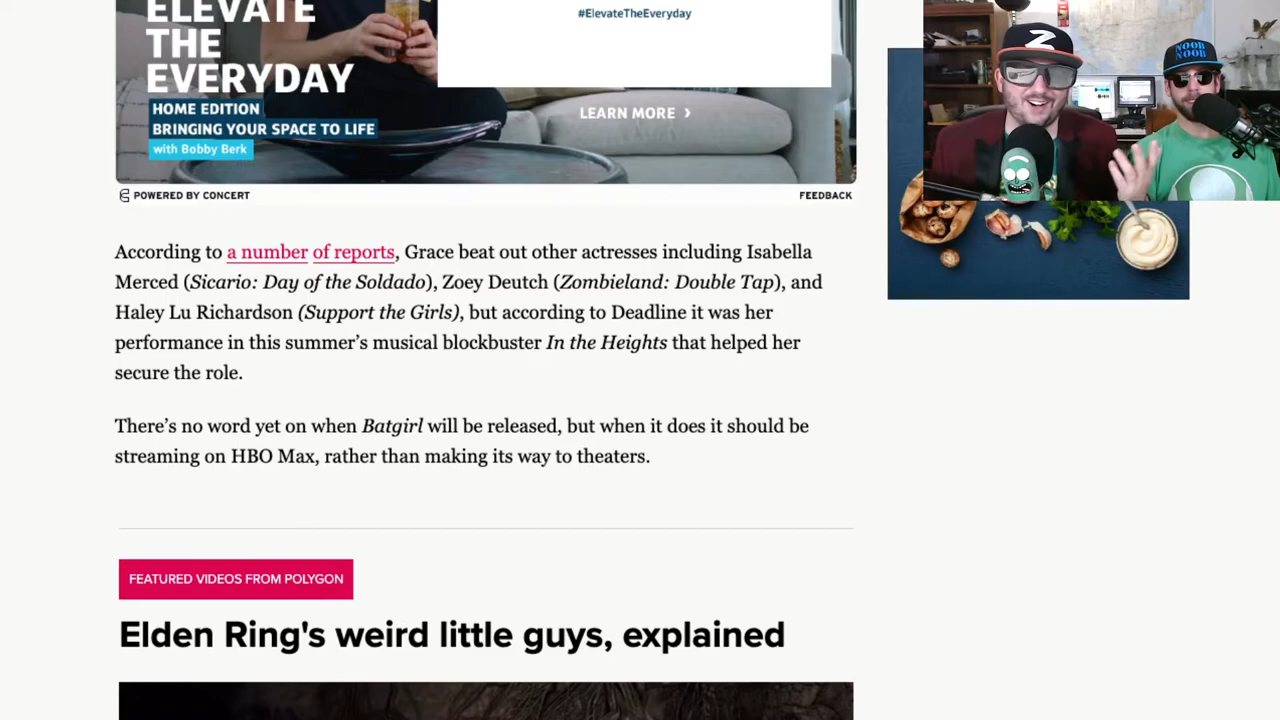 ELEVATE
THE
EVERYDAY
HOME EDITION
BRINGING YOUR SPACE TO LIFE
with Bobby Berk
#ElevateTheEveryday
LEARN MORE ›
POWERED BY CONCERT
FEEDBACK
Z
NOOB
NOOB
According to a number of reports, Grace beat out other actresses including Isabella
Merced (Sicario: Day of the Soldado), Zoey Deutch (Zombieland: Double Tap), and
Haley Lu Richardson (Support the Girls), but according to Deadline it was her
performance in this summer’s musical blockbuster In the Heights that helped her
secure the role.
There’s no word yet on when Batgirl will be released, but when it does it should be
streaming on HBO Max, rather than making its way to theaters.
FEATURED VIDEOS FROM POLYGON
Elden Ring's weird little guys, explained